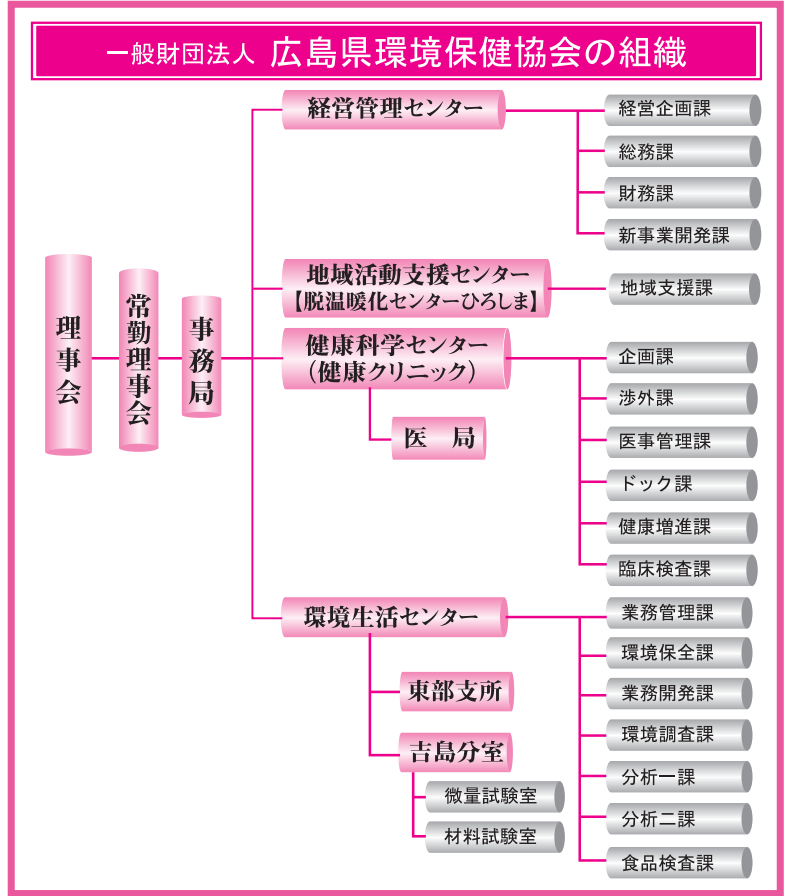 一般財団法人 広島県環境保健協会の組織
理事会
常勤理事会
事務局
経営管理センター
経営企画課
総務課
財務課
新事業開発課
地域活動支援センター
【脱温暖化センターひろしま】
地域支援課
健康科学センター
（健康クリニック）
医 局
企画課
渉外課
医事管理課
ドック課
健康増進課
臨床検査課
環境生活センター
東部支所
吉島分室
微量試験室
材料試験室
業務管理課
環境保全課
業務開発課
環境調査課
分析一課
分析二課
食品検査課